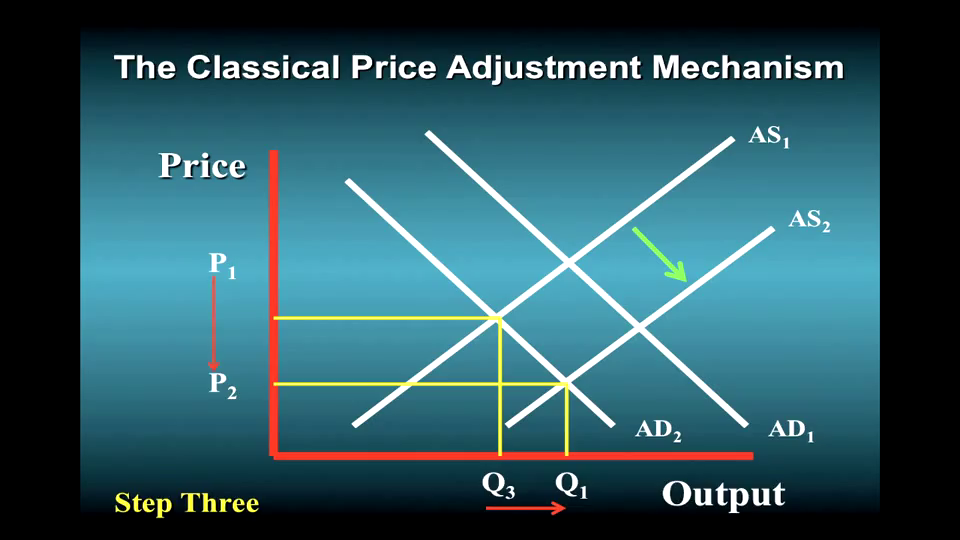 The Classical Price Adjustment Mechanism
AS₁
Price
AS₂
P₁
P₂
AD₂
AD₁
Q₃
Q₁
Output
Step Three